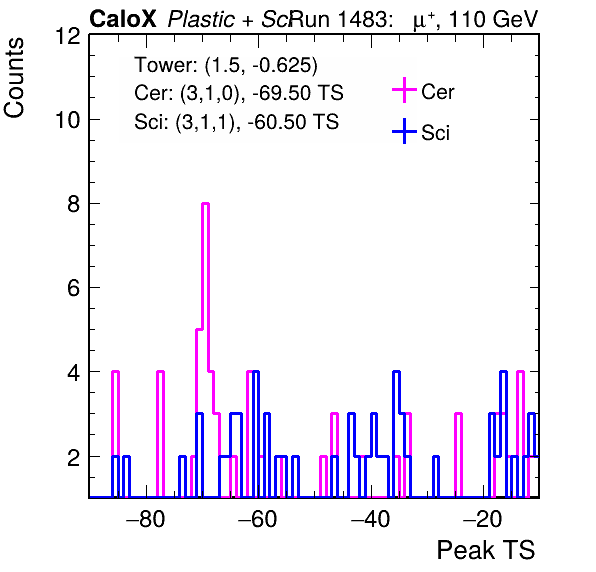 CaloX Plastic + Sci Run 1483: μ⁺, 110 GeV
Counts
12
10
8
6
4
2
Tower: (1.5, -0.625)
Cer: (3,1,0), -69.50 TS
Sci: (3,1,1), -60.50 TS
Cer
Sci
−80 −60 −40 −20
Peak TS